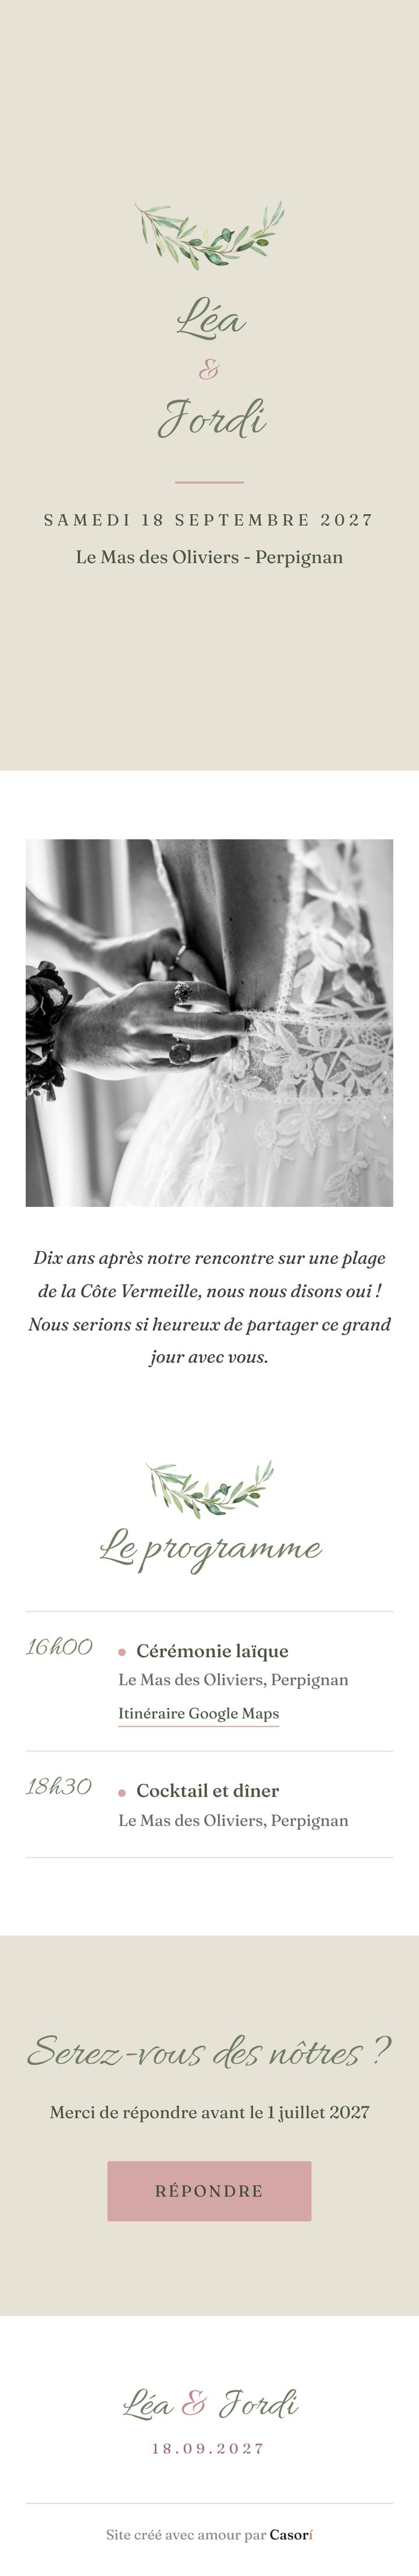 Léa
&
Jordi
SAMEDI 18 SEPTEMBRE 2027
Le Mas des Oliviers - Perpignan
Dix ans après notre rencontre sur une plage
de la Côte Vermeille, nous nous disons oui !
Nous serions si heureux de partager ce grand
jour avec vous.
Le programme
16h00
Cérémonie laïque
Le Mas des Oliviers, Perpignan
Itinéraire Google Maps
18h30
Cocktail et dîner
Le Mas des Oliviers, Perpignan
Serez-vous des nôtres ?
Merci de répondre avant le 1 juillet 2027
RÉPONDRE
Léa & Jordi
18.09.2027
Site créé avec amour par Casorí